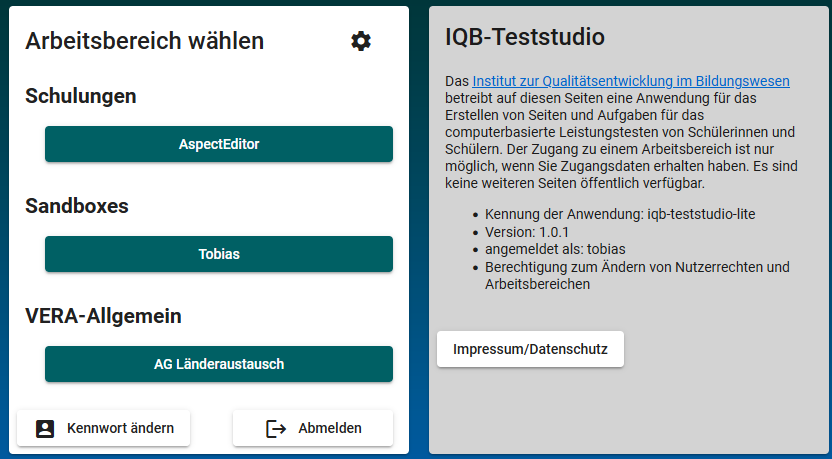 Arbeitsbereich wählen
Schulungen
AspectEditor
Sandboxes
Tobias
VERA-Allgemein
AG Länderaustausch
Kennwort ändern
Abmelden
IQB-Teststudio
Das Institut zur Qualitätsentwicklung im Bildungswesen
betreibt auf diesen Seiten eine Anwendung für das
Erstellen von Seiten und Aufgaben für das
computerbasierte Leistungstesten von Schülerinnen und
Schülern. Der Zugang zu einem Arbeitsbereich ist nur
möglich, wenn Sie Zugangsdaten erhalten haben. Es sind
keine weiteren Seiten öffentlich verfügbar.
• Kennung der Anwendung: iqb-teststudio-lite
• Version: 1.0.1
• angemeldet als: tobias
• Berechtigung zum Ändern von Nutzerrechten und
Arbeitsbereichen
Impressum/Datenschutz